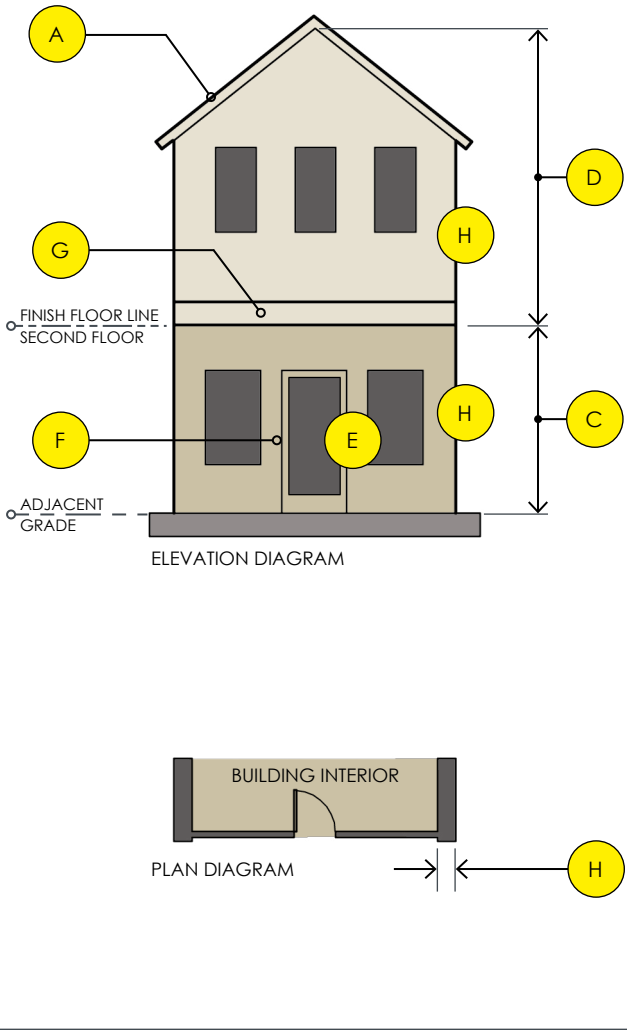 A
D
G
H
FINISH FLOOR LINE
SECOND FLOOR
H
C
F
E
ADJACENT
GRADE
ELEVATION DIAGRAM
BUILDING INTERIOR
PLAN DIAGRAM
H